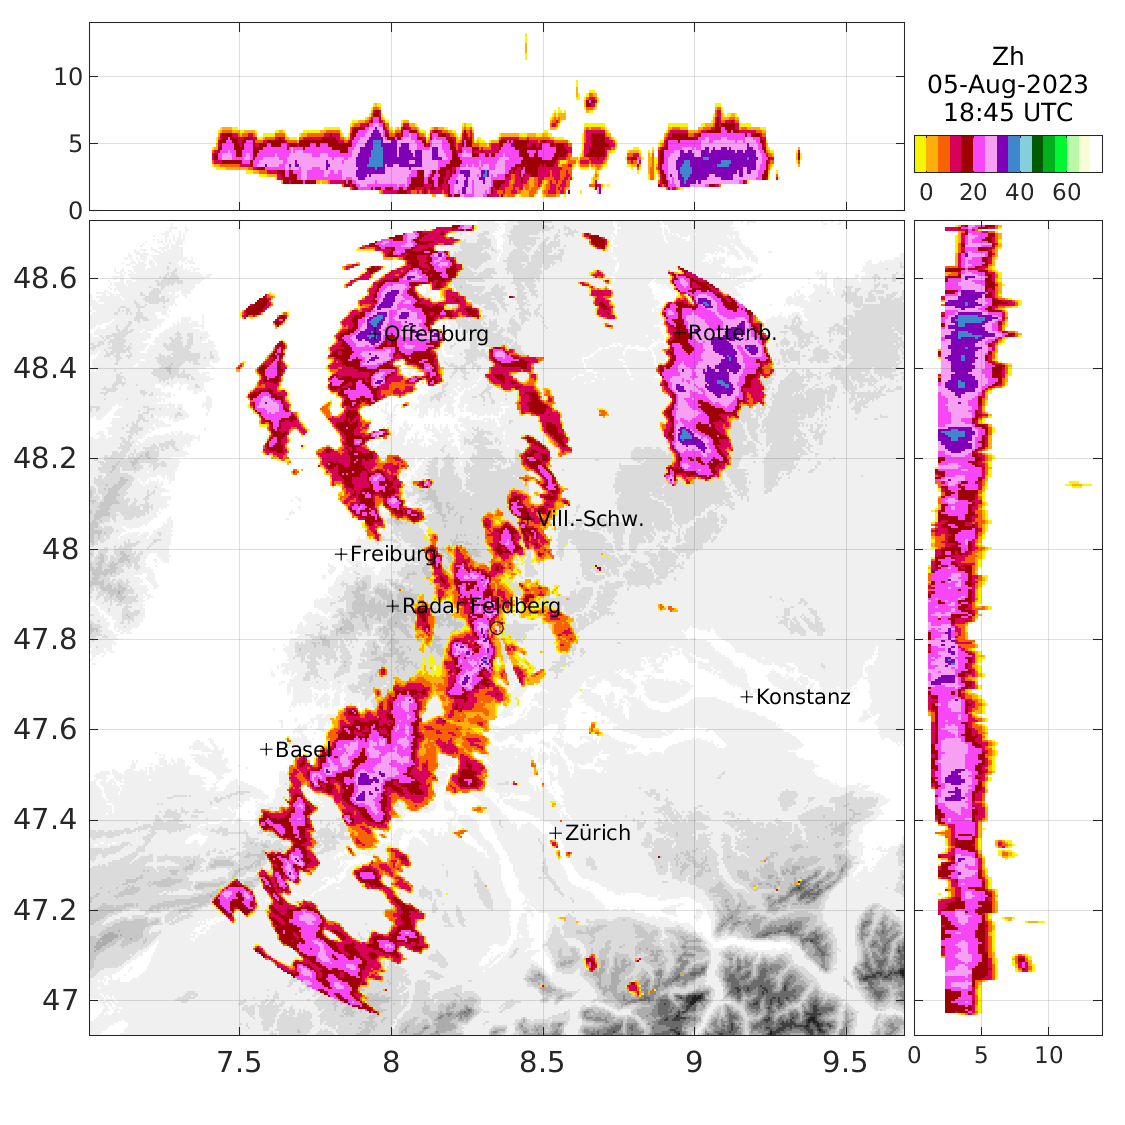 10
5
0
Zh
05-Aug-2023
18:45 UTC
0 20 40 60
48.6
48.4
48.2
48
47.8
47.6
47.4
47.2
47
Offenburg
Rottenb.
Vill.-Schw.
Freiburg
Radar Feldberg
Konstanz
Basel
Zürich
7.5 8 8.5 9 9.5
0 5 10